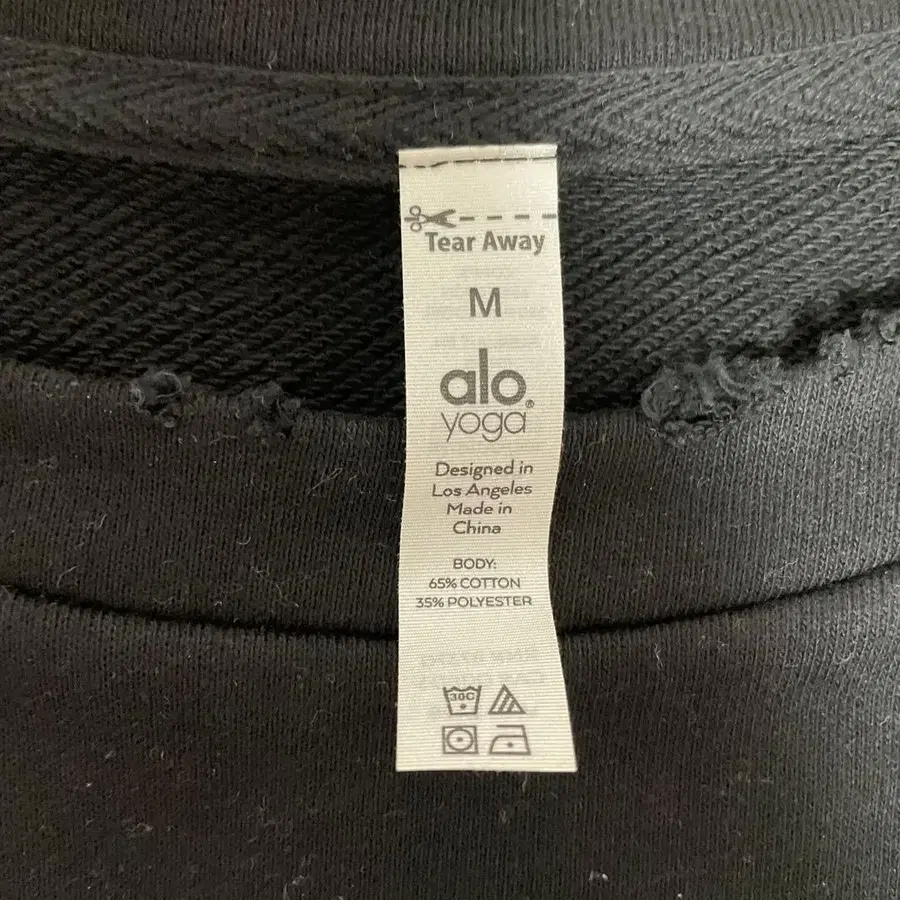 Tear Away
M
alo®
yoga
Designed in
Los Angeles
Made in
China
BODY:
65% COTTON
35% POLYESTER
30C